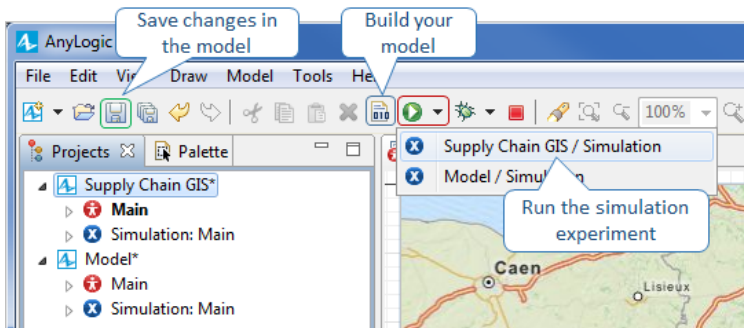 Save changes in
the model
Build your
model
AnyLogic
File Edit Vi Draw Model Tools He
100%
Projects Palette
Supply Chain GIS / Simulation
Model / Simul n
Run the simulation
experiment
Supply Chain GIS*
Main
Simulation: Main
Model*
Main
Simulation: Main
Caen
Lisieux